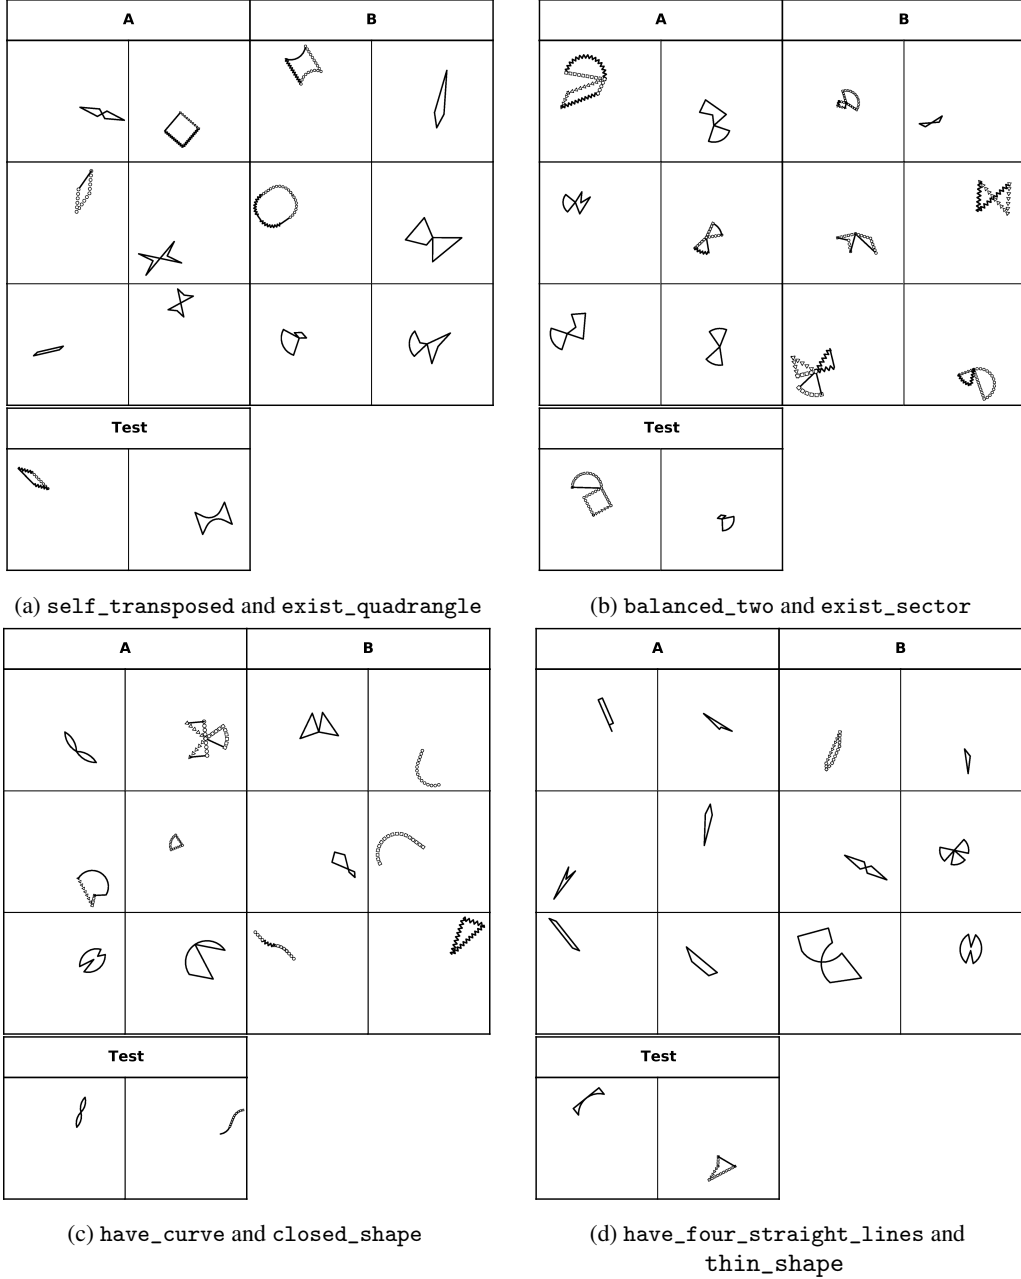 A B
A B
Test
Test
(a) self_transposed and exist_quadrangle
(b) balanced_two and exist_sector
A B
A B
Test
Test
(c) have_curve and closed_shape
(d) have_four_straight_lines and
thin_shape